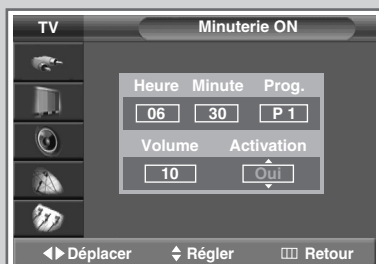 TV Minuterie ON
Heure Minute Prog.
06 30 P 1
Volume Activation
10 Oui
Déplacer Régler Retour